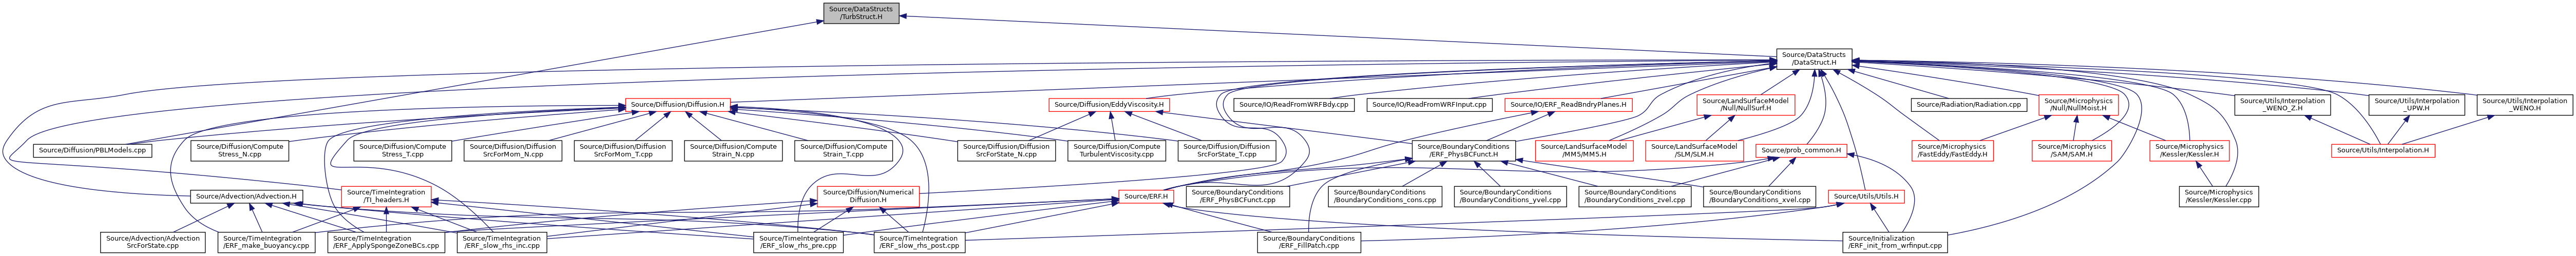 Source/DataStructs
/TurbStruct.H
Source/DataStructs
/DataStruct.H
Source/Diffusion/Diffusion.H
Source/Diffusion/EddyViscosity.H
Source/IO/ReadFromWRFBdy.cpp
Source/IO/ReadFromWRFInput.cpp
Source/IO/ERF_ReadBndryPlanes.H
Source/LandSurfaceModel
/Null/NullSurf.H
Source/Radiation/Radiation.cpp
Source/Microphysics
/Null/NullMoist.H
Source/Utils/Interpolation
_WENO_Z.H
Source/Utils/Interpolation
_UPW.H
Source/Utils/Interpolation
_WENO.H
Source/Diffusion/PBLModels.cpp
Source/Diffusion/Compute
Stress_N.cpp
Source/Diffusion/Compute
Stress_T.cpp
Source/Diffusion/Diffusion
SrcForMom_N.cpp
Source/Diffusion/Diffusion
SrcForMom_T.cpp
Source/Diffusion/Compute
Strain_N.cpp
Source/Diffusion/Compute
Strain_T.cpp
Source/Diffusion/Diffusion
SrcForState_N.cpp
Source/Diffusion/Compute
TurbulentViscosity.cpp
Source/Diffusion/Diffusion
SrcForState_T.cpp
Source/BoundaryConditions
/ERF_PhysBCFunct.H
Source/LandSurfaceModel
/MM5/MM5.H
Source/LandSurfaceModel
/SLM/SLM.H
Source/prob_common.H
Source/Microphysics
/FastEddy/FastEddy.H
Source/Microphysics
/SAM/SAM.H
Source/Microphysics
/Kessler/Kessler.H
Source/Utils/Interpolation.H
Source/Advection/Advection.H
Source/TimeIntegration
/TI_headers.H
Source/Diffusion/Numerical
Diffusion.H
Source/ERF.H
Source/BoundaryConditions
/ERF_PhysBCFunct.cpp
Source/BoundaryConditions
/BoundaryConditions_cons.cpp
Source/BoundaryConditions
/BoundaryConditions_yvel.cpp
Source/BoundaryConditions
/BoundaryConditions_zvel.cpp
Source/BoundaryConditions
/BoundaryConditions_xvel.cpp
Source/Utils/Utils.H
Source/Microphysics
/Kessler/Kessler.cpp
Source/Advection/Advection
SrcForState.cpp
Source/TimeIntegration
/ERF_make_buoyancy.cpp
Source/TimeIntegration
/ERF_ApplySpongeZoneBCs.cpp
Source/TimeIntegration
/ERF_slow_rhs_inc.cpp
Source/TimeIntegration
/ERF_slow_rhs_pre.cpp
Source/TimeIntegration
/ERF_slow_rhs_post.cpp
Source/BoundaryConditions
/ERF_FillPatch.cpp
Source/Initialization
/ERF_init_from_wrfinput.cpp